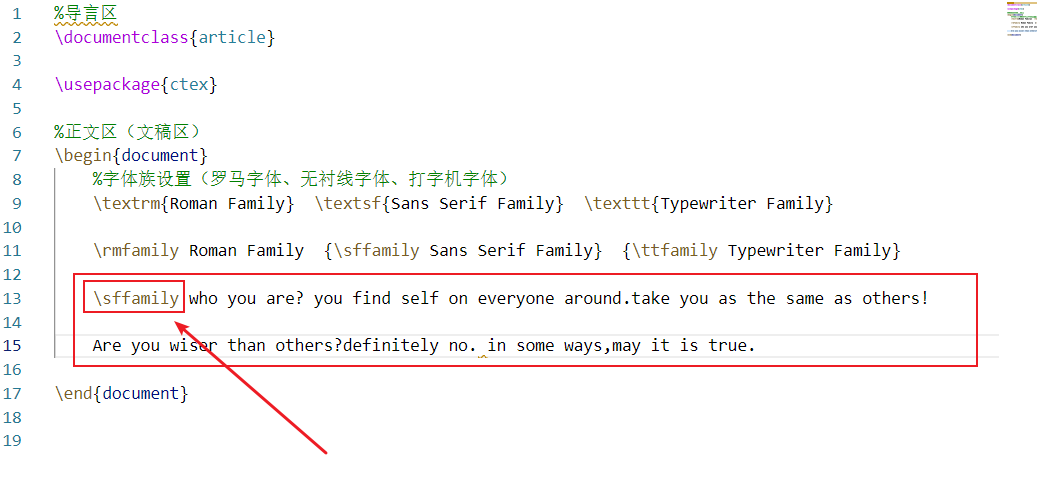 1 %导言区
2 \documentclass{article}
3
4 \usepackage{ctex}
5
6 %正文区（文稿区）
7 \begin{document}
8 %字体族设置（罗马字体、无衬线字体、打字机字体）
9 \textrm{Roman Family} \textsf{Sans Serif Family} \texttt{Typewriter Family}
10
11 \rmfamily Roman Family {\sffamily Sans Serif Family} {\ttfamily Typewriter Family}
12
13 \sffamily who you are? you find self on everyone around.take you as the same as others!
14
15 Are you wiser than others?definitely no. in some ways,may it is true.
16
17 \end{document}
18
19